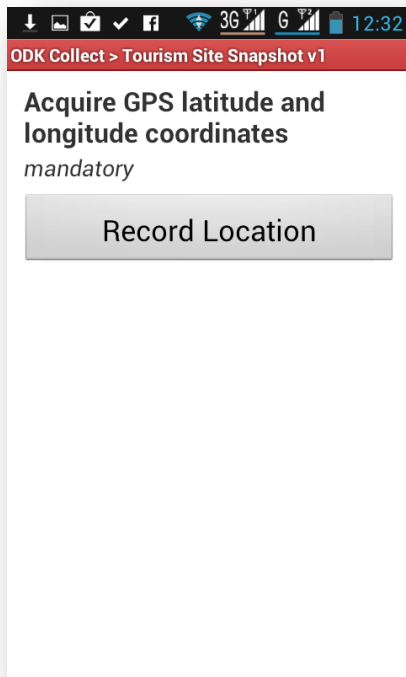 3G G 12:32
ODK Collect > Tourism Site Snapshot v1
Acquire GPS latitude and
longitude coordinates
mandatory
Record Location